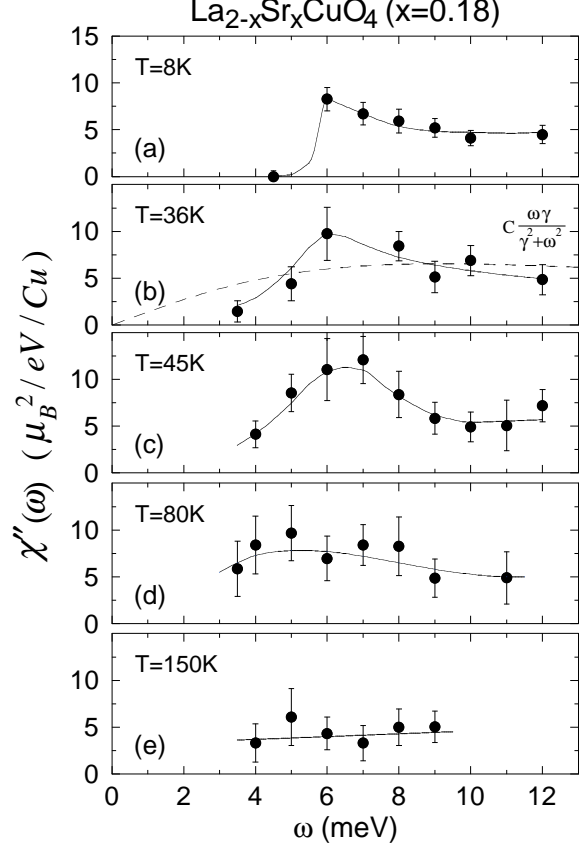 La2-xSrxCuO4 (x=0.18)
15
T=8K
10
5
(a)
0
T=36K
C ωγ / γ²+ω²
10
5
(b)
0
T=45K
10
5
(c)
0
T=80K
10
5
(d)
0
T=150K
10
5
(e)
0
0 2 4 6 8 10 12
ω (meV)
χ″(ω) (μB²/eV/Cu)